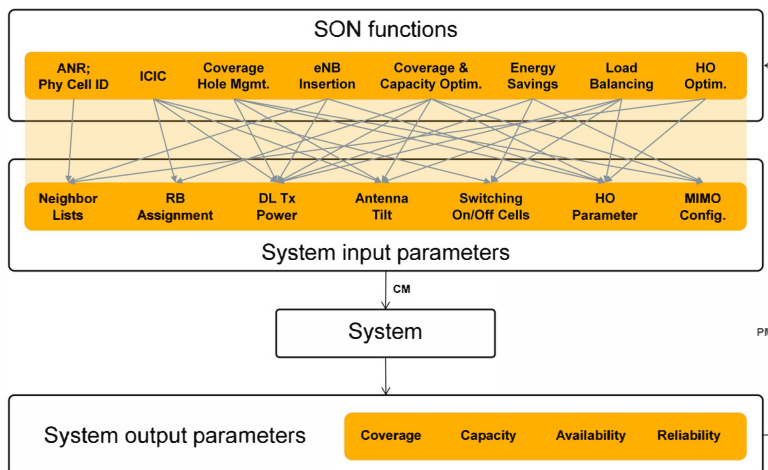 SON functions
ANR;
Phy Cell ID
ICIC
Coverage
Hole Mgmt.
eNB
Insertion
Coverage &
Capacity Optim.
Energy
Savings
Load
Balancing
HO
Optim.
Neighbor
Lists
RB
Assignment
DL Tx
Power
Antenna
Tilt
Switching
On/Off Cells
HO
Parameter
MIMO
Config.
System input parameters
CM
System
System output parameters
Coverage
Capacity
Availability
Reliability